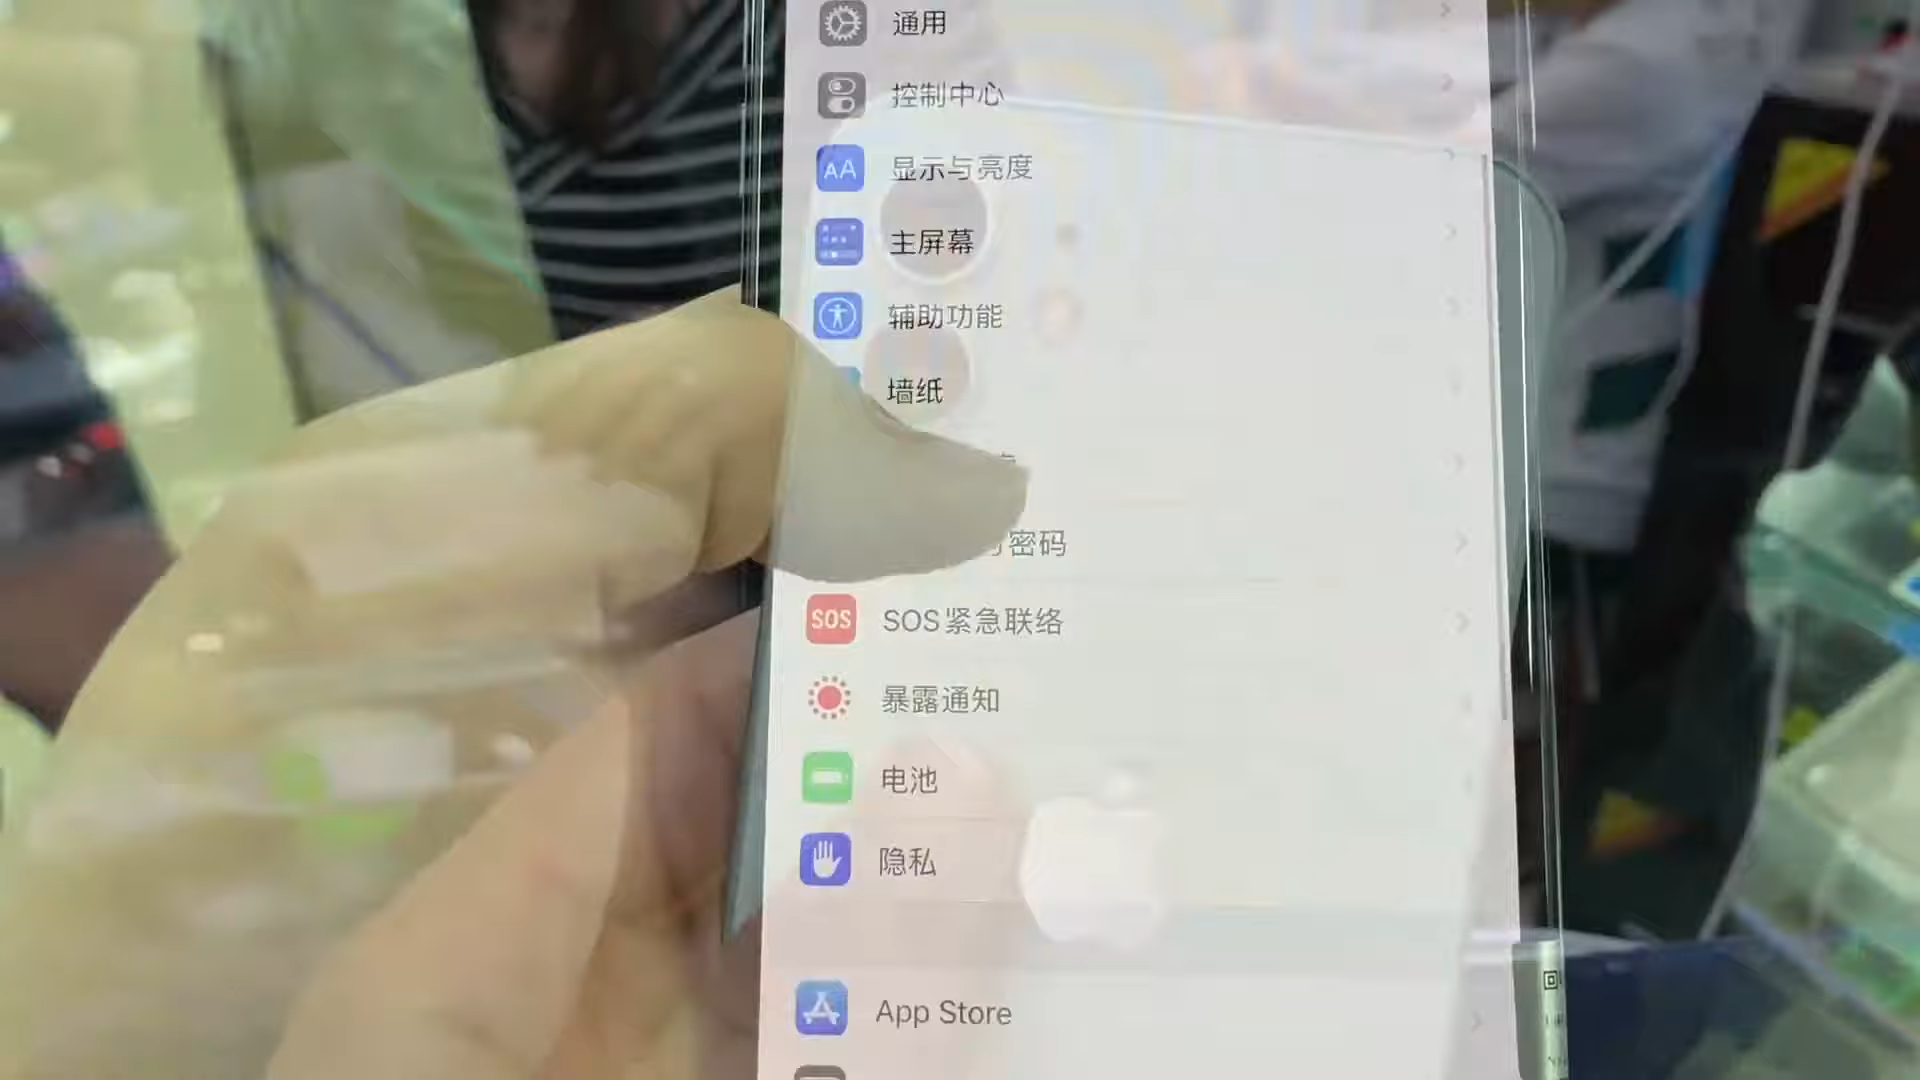 通用
控制中心
AA 显示与亮度
主屏幕
辅助功能
墙纸
密码
SOS SOS紧急联络
暴露通知
电池
隐私
App Store